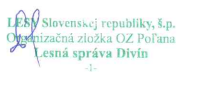 LESY Slovenskej republiky, š.p.
Organizačná zložka OZ Poľana
Lesná správa Divín
-1-